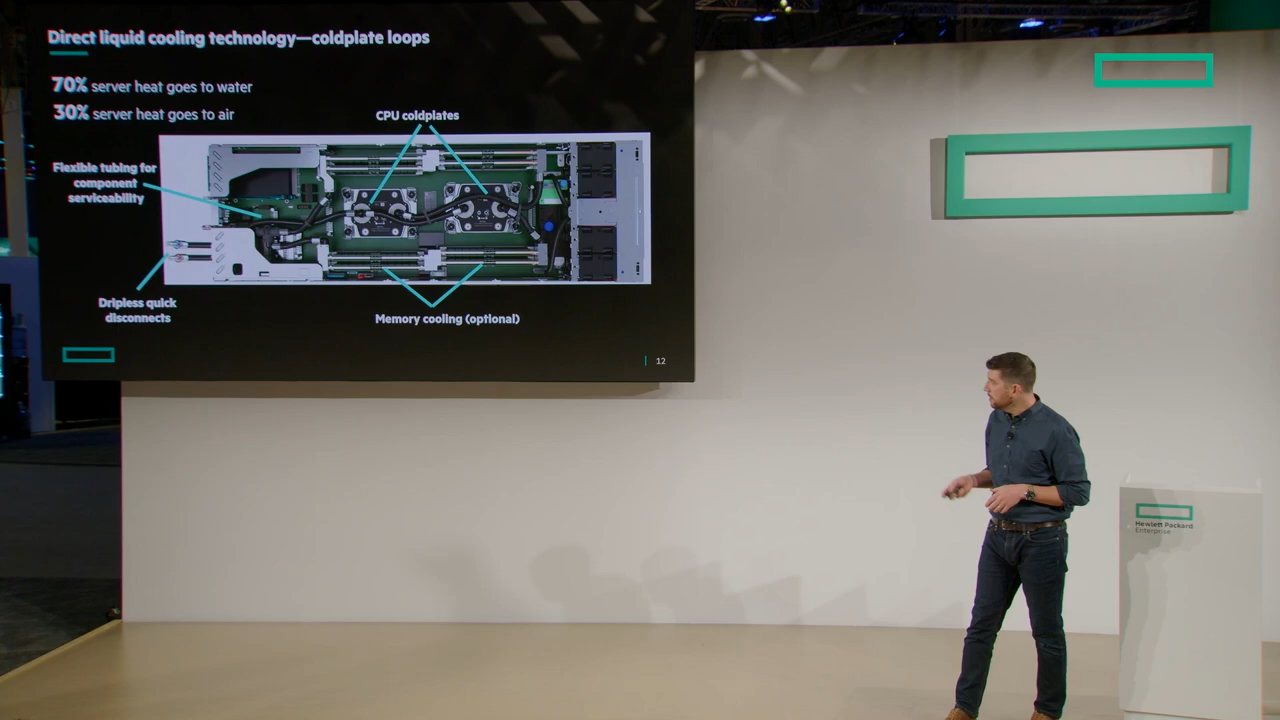 Direct liquid cooling technology—coldplate loops
70% server heat goes to water
30% server heat goes to air
CPU coldplates
Flexible tubing for
component
serviceability
Dripless quick
disconnects
Memory cooling (optional)
12
Hewlett Packard
Enterprise